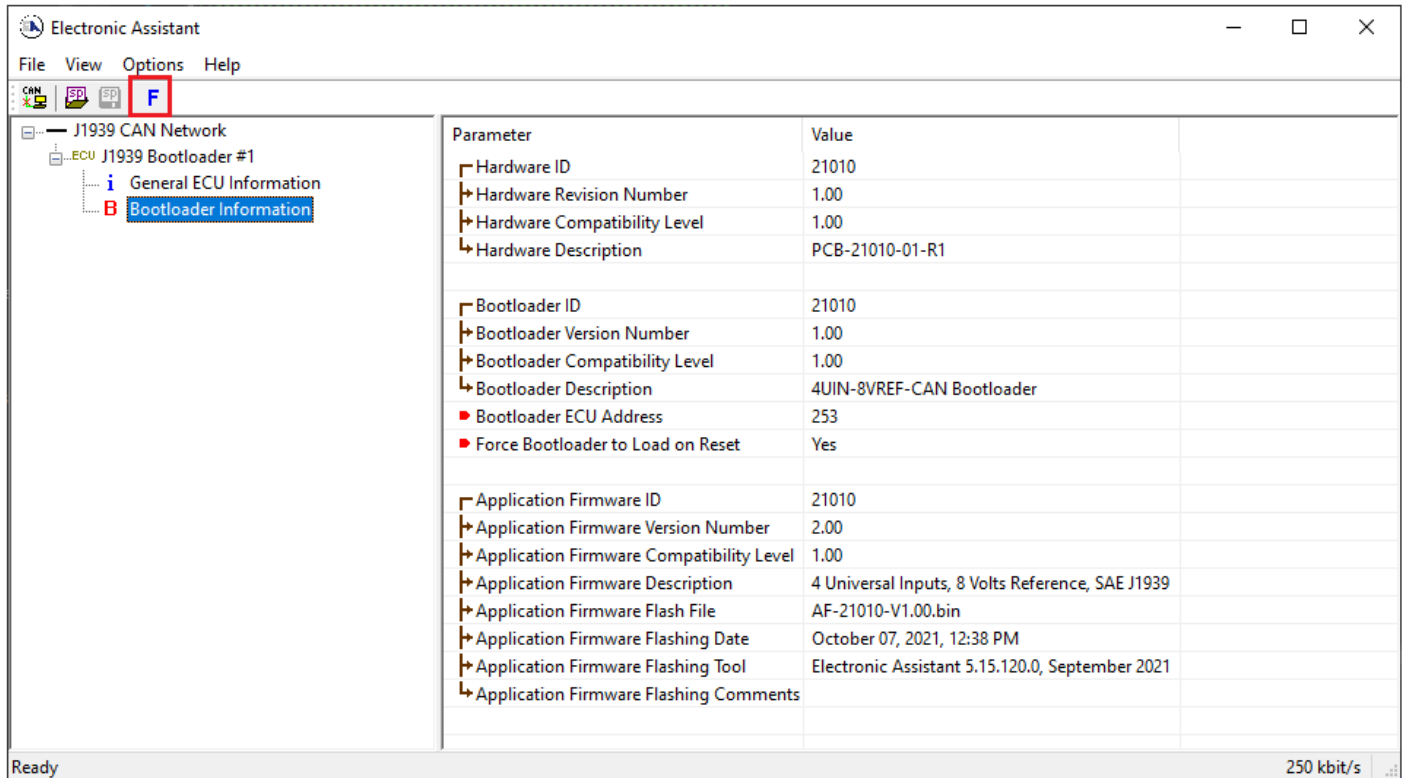 Electronic Assistant
File View Options Help
CAN SP SP F
J1939 CAN Network
ECU J1939 Bootloader #1
i General ECU Information
B Bootloader Information
Parameter Value
Hardware ID 21010
Hardware Revision Number 1.00
Hardware Compatibility Level 1.00
Hardware Description PCB-21010-01-R1
Bootloader ID 21010
Bootloader Version Number 1.00
Bootloader Compatibility Level 1.00
Bootloader Description 4UIN-8VREF-CAN Bootloader
Bootloader ECU Address 253
Force Bootloader to Load on Reset Yes
Application Firmware ID 21010
Application Firmware Version Number 2.00
Application Firmware Compatibility Level 1.00
Application Firmware Description 4 Universal Inputs, 8 Volts Reference, SAE J1939
Application Firmware Flash File AF-21010-V1.00.bin
Application Firmware Flashing Date October 07, 2021, 12:38 PM
Application Firmware Flashing Tool Electronic Assistant 5.15.120.0, September 2021
Application Firmware Flashing Comments
Ready 250 kbit/s